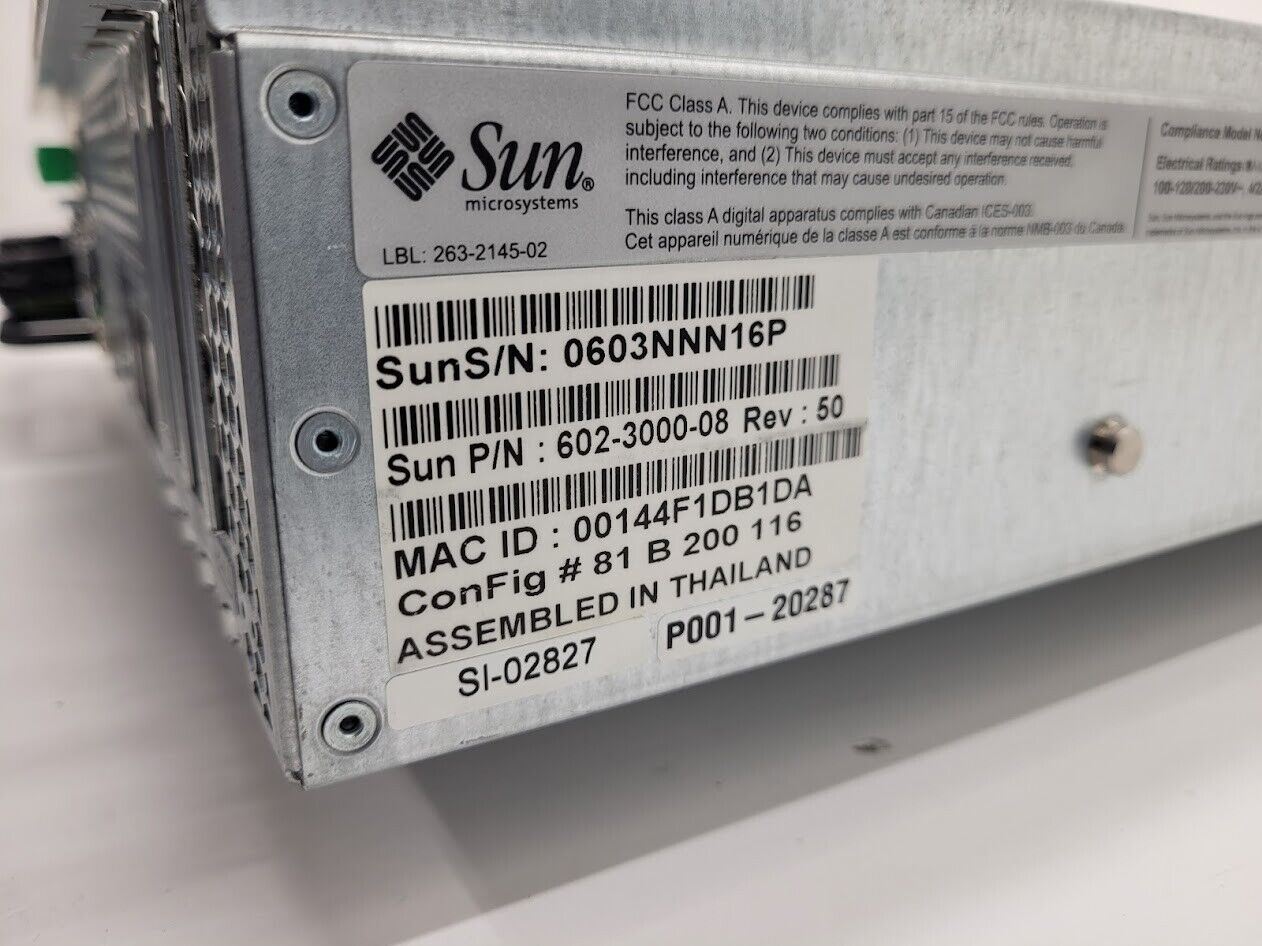 Sun®
microsystems
LBL: 263-2145-02
FCC Class A. This device complies with part 15 of the FCC rules. Operation is
subject to the following two conditions: (1) This device may not cause harmful
interference, and (2) This device must accept any interference received,
including interference that may cause undesired operation.
This class A digital apparatus complies with Canadian ICES-003.
Cet appareil numérique de la classe A est conforme à la norme NMB-003 du Canada.
Compliance Model
Electrical Ratings
100-120/200-230V~,
SunS/N: 0603NNN16P
Sun P/N : 602-3000-08 Rev : 50
MAC ID : 00144F1DB1DA
ConFig # 81 B 200 116
ASSEMBLED IN THAILAND
SI-02827
P001-20287